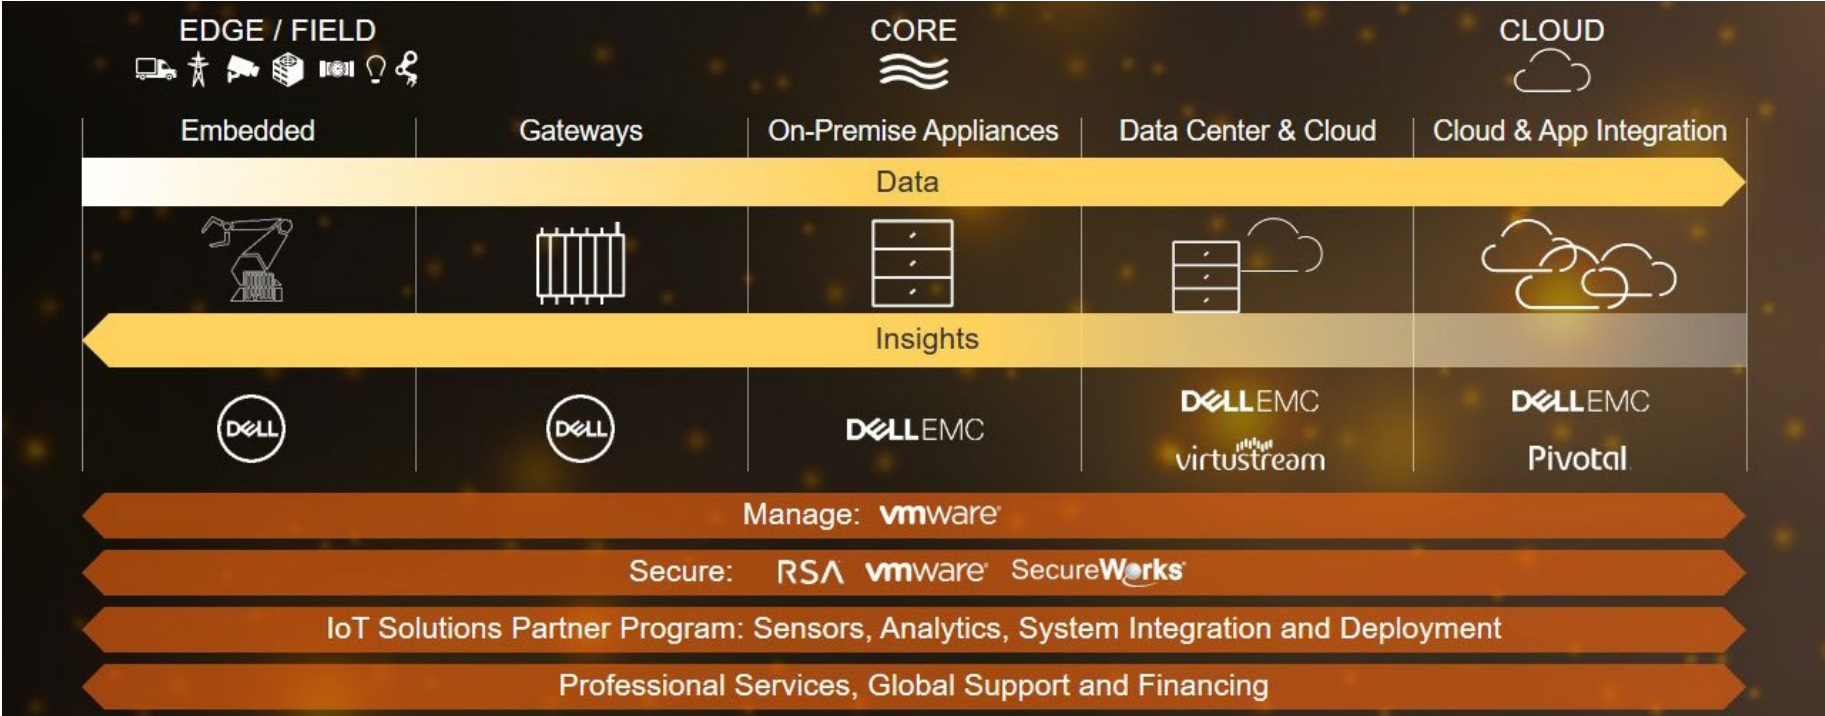 EDGE / FIELD
CORE
CLOUD
Embedded
Gateways
On-Premise Appliances
Data Center & Cloud
Cloud & App Integration
Data
Insights
DELL
DELL
DELLEMC
DELLEMC
virtustream
DELLEMC
Pivotal
Manage: vmware®
Secure: RSA vmware® SecureWorks®
IoT Solutions Partner Program: Sensors, Analytics, System Integration and Deployment
Professional Services, Global Support and Financing